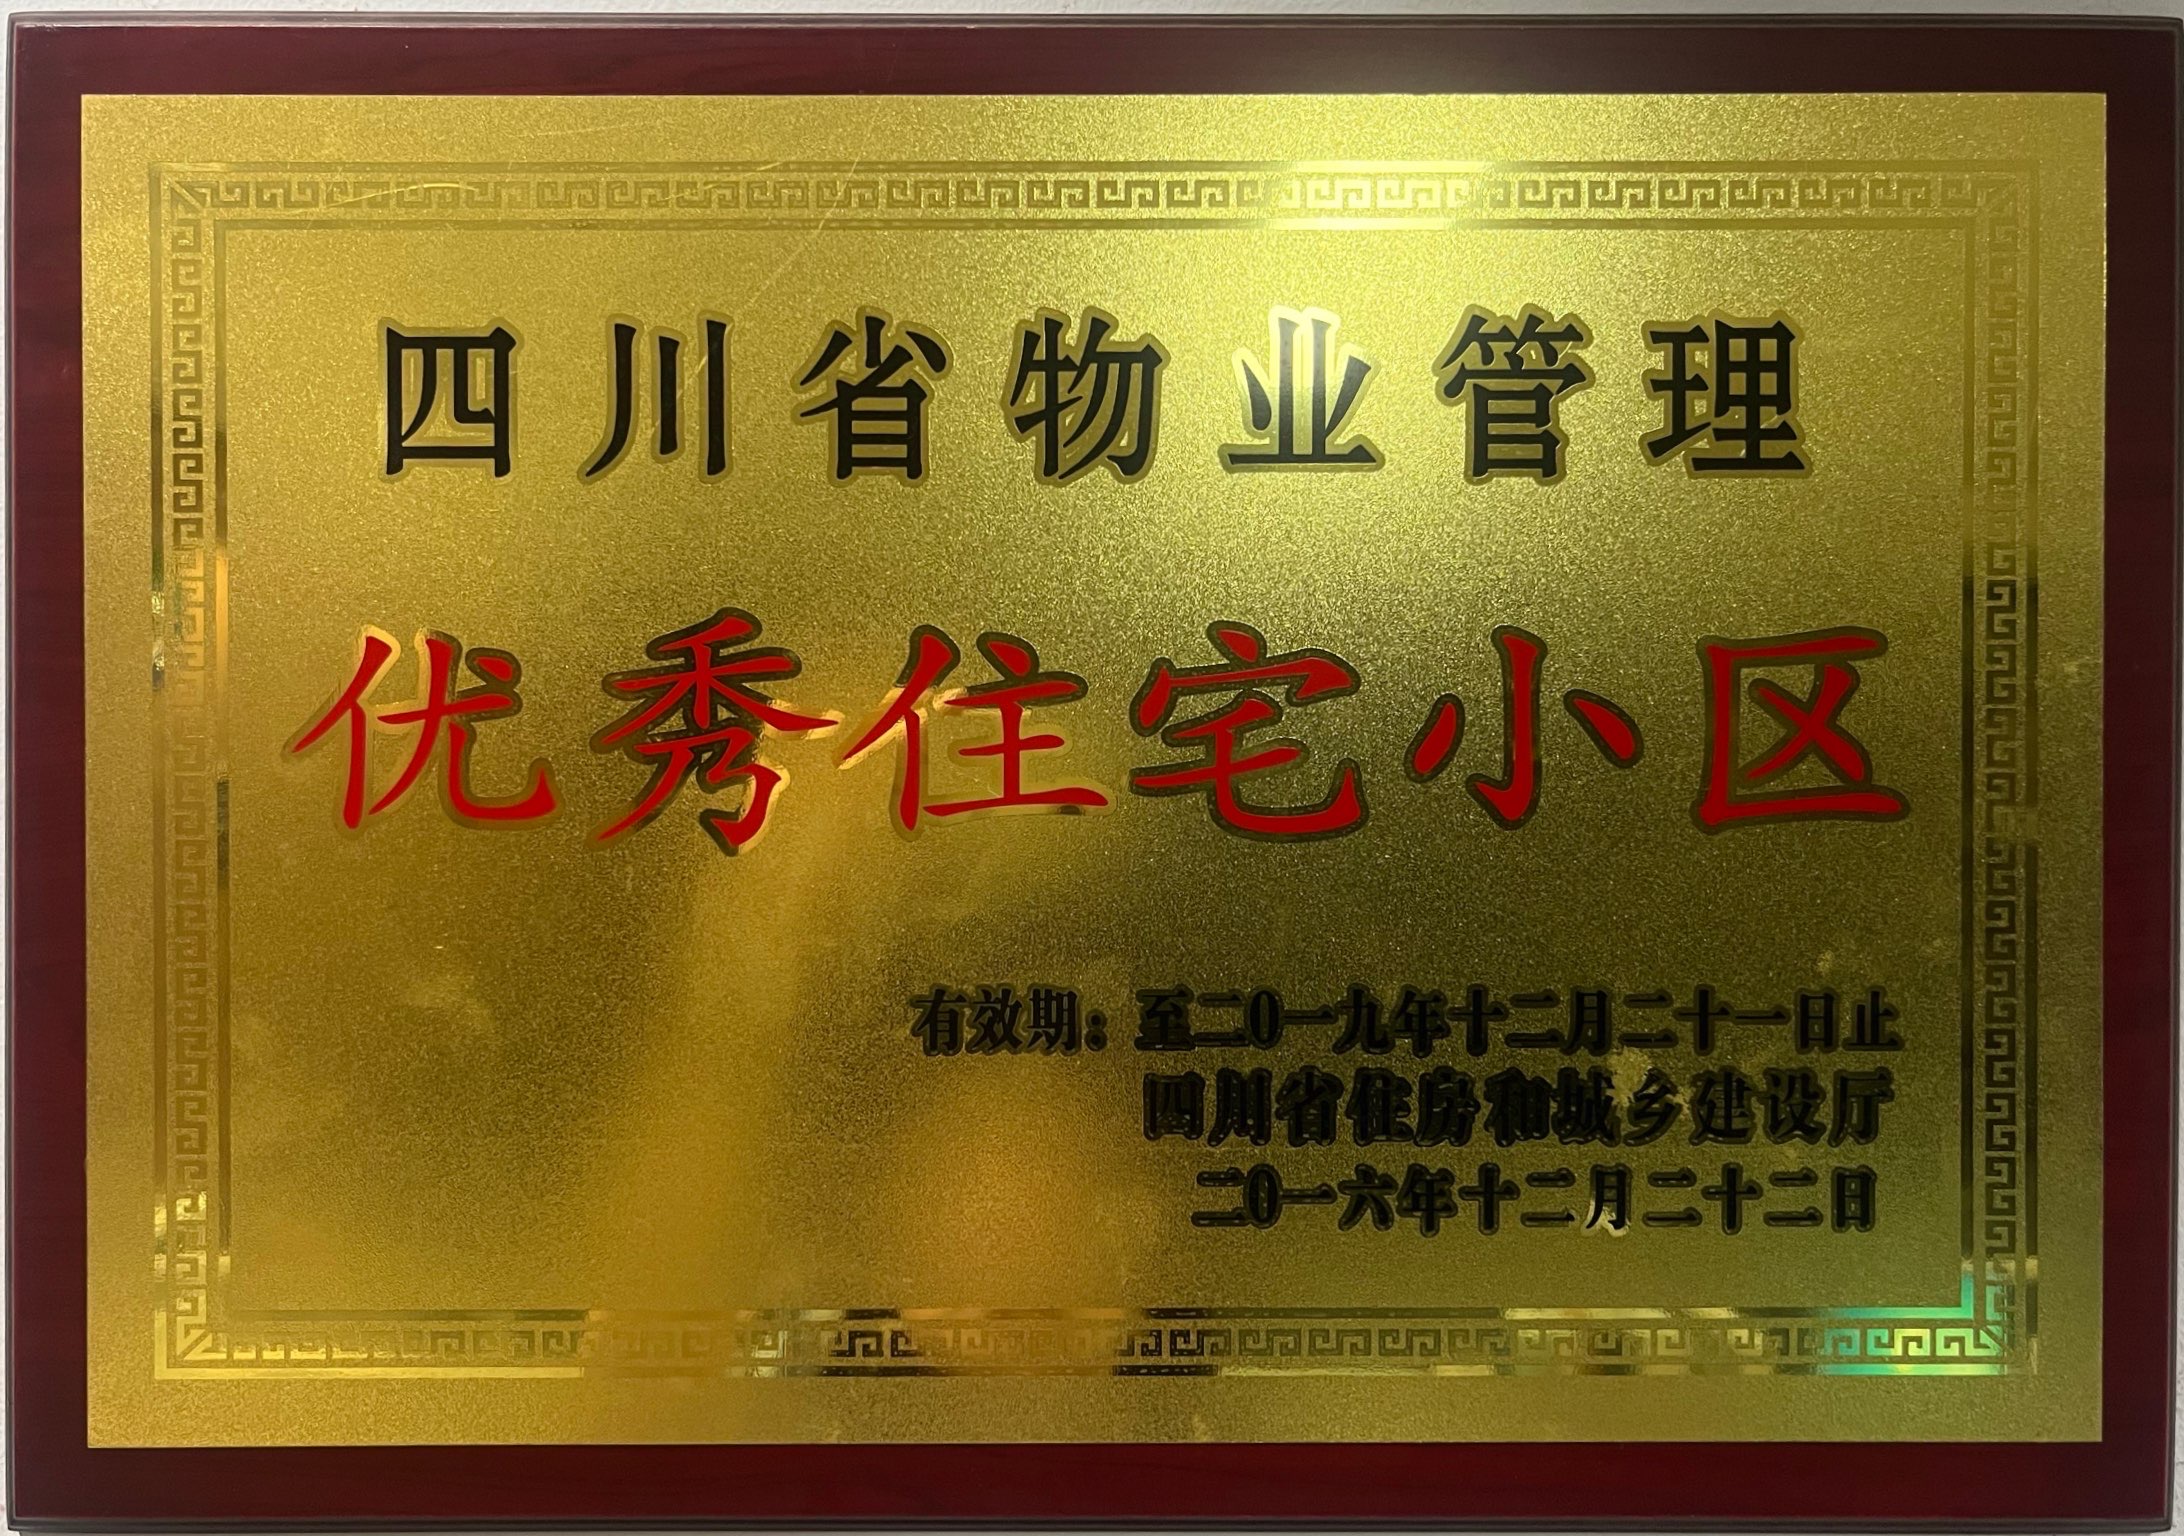 四川省物业管理
优秀住宅小区
有效期：至二0一九年十二月二十一日止
四川省住房和城乡建设厅
二0一六年十二月二十二日